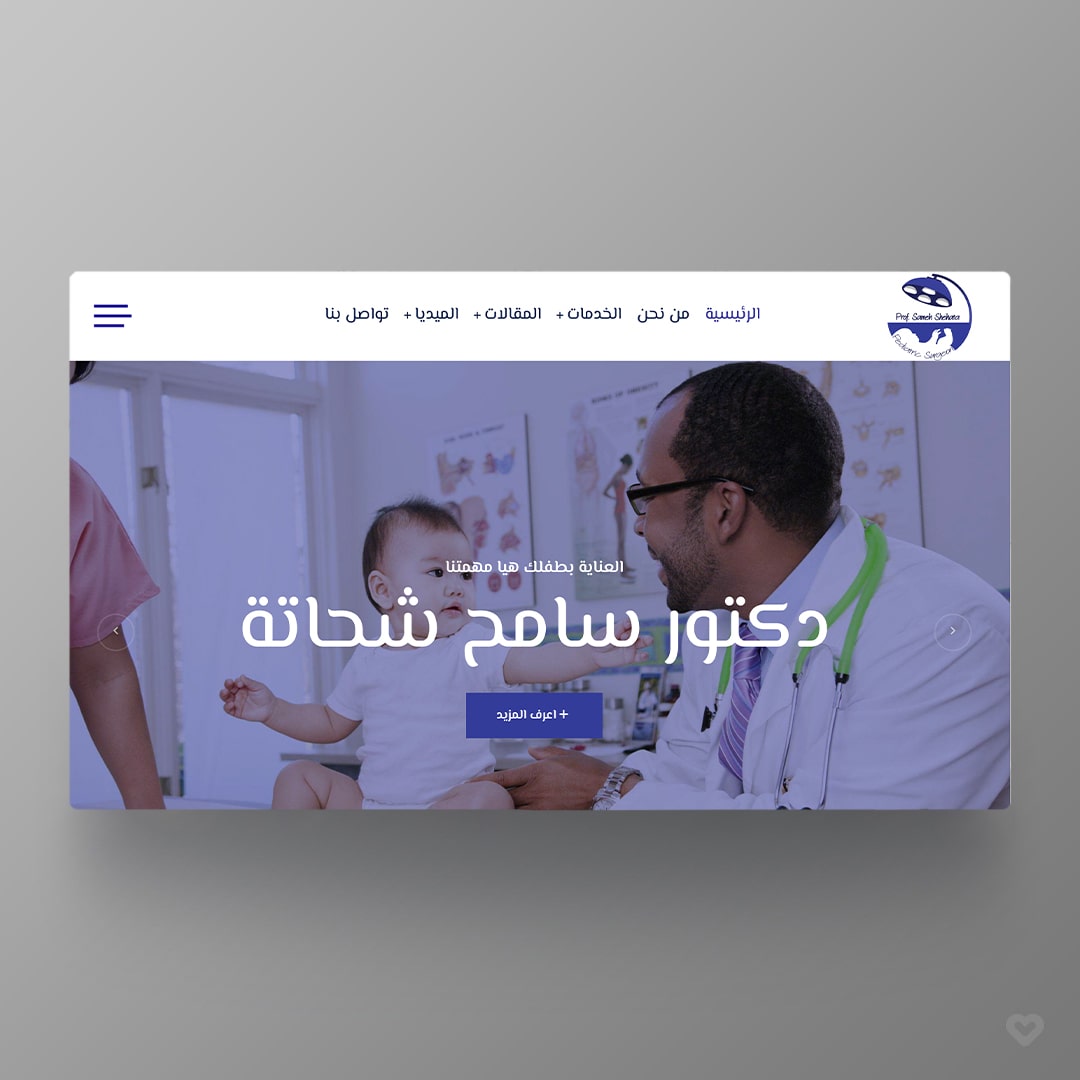 الرئيسية من نحن الخدمات + المقالات + الميديا + تواصل بنا
Prof. Sameh Shehata
Pediatric Surgeon
العناية بطفلك هيا مهمتنا
دكتور سامح شحاتة
+ اعرف المزيد